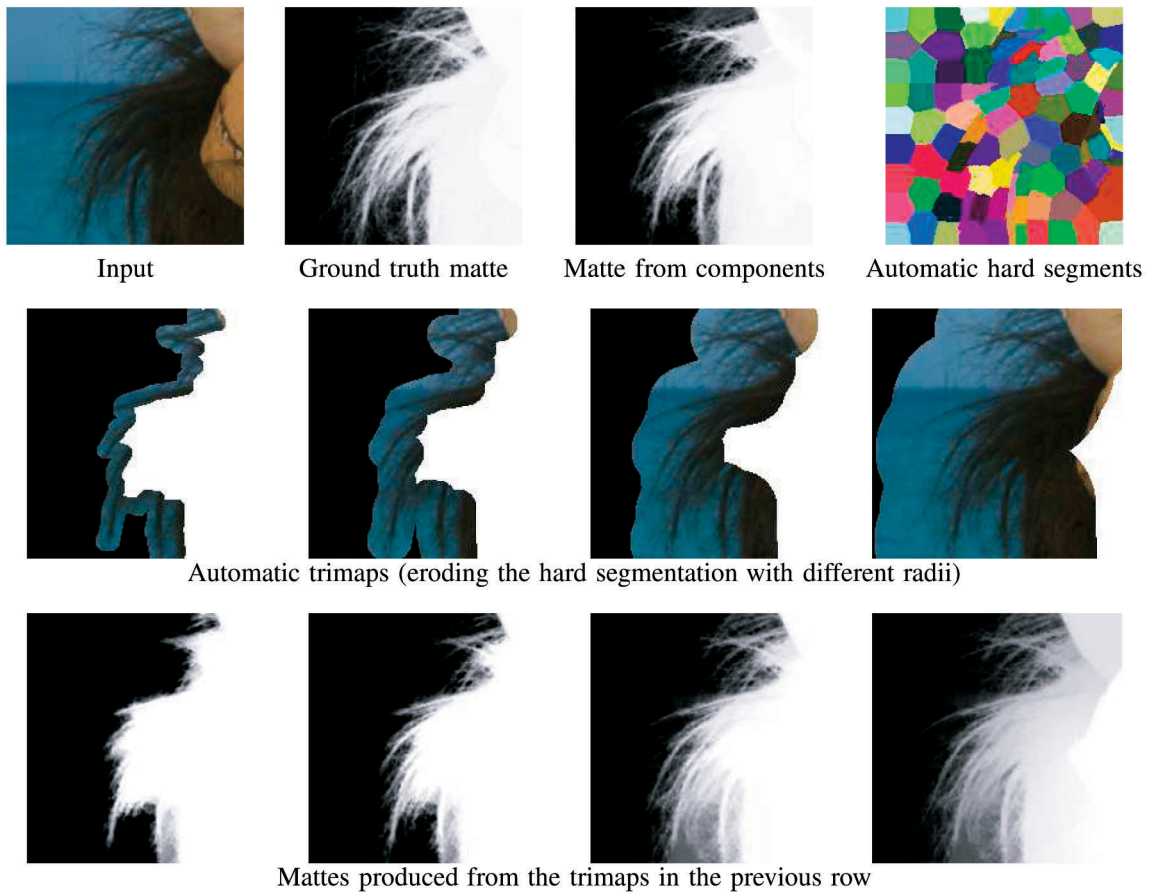 Input
Ground truth matte
Matte from components
Automatic hard segments
Automatic trimaps (eroding the hard segmentation with different radii)
Mattes produced from the trimaps in the previous row